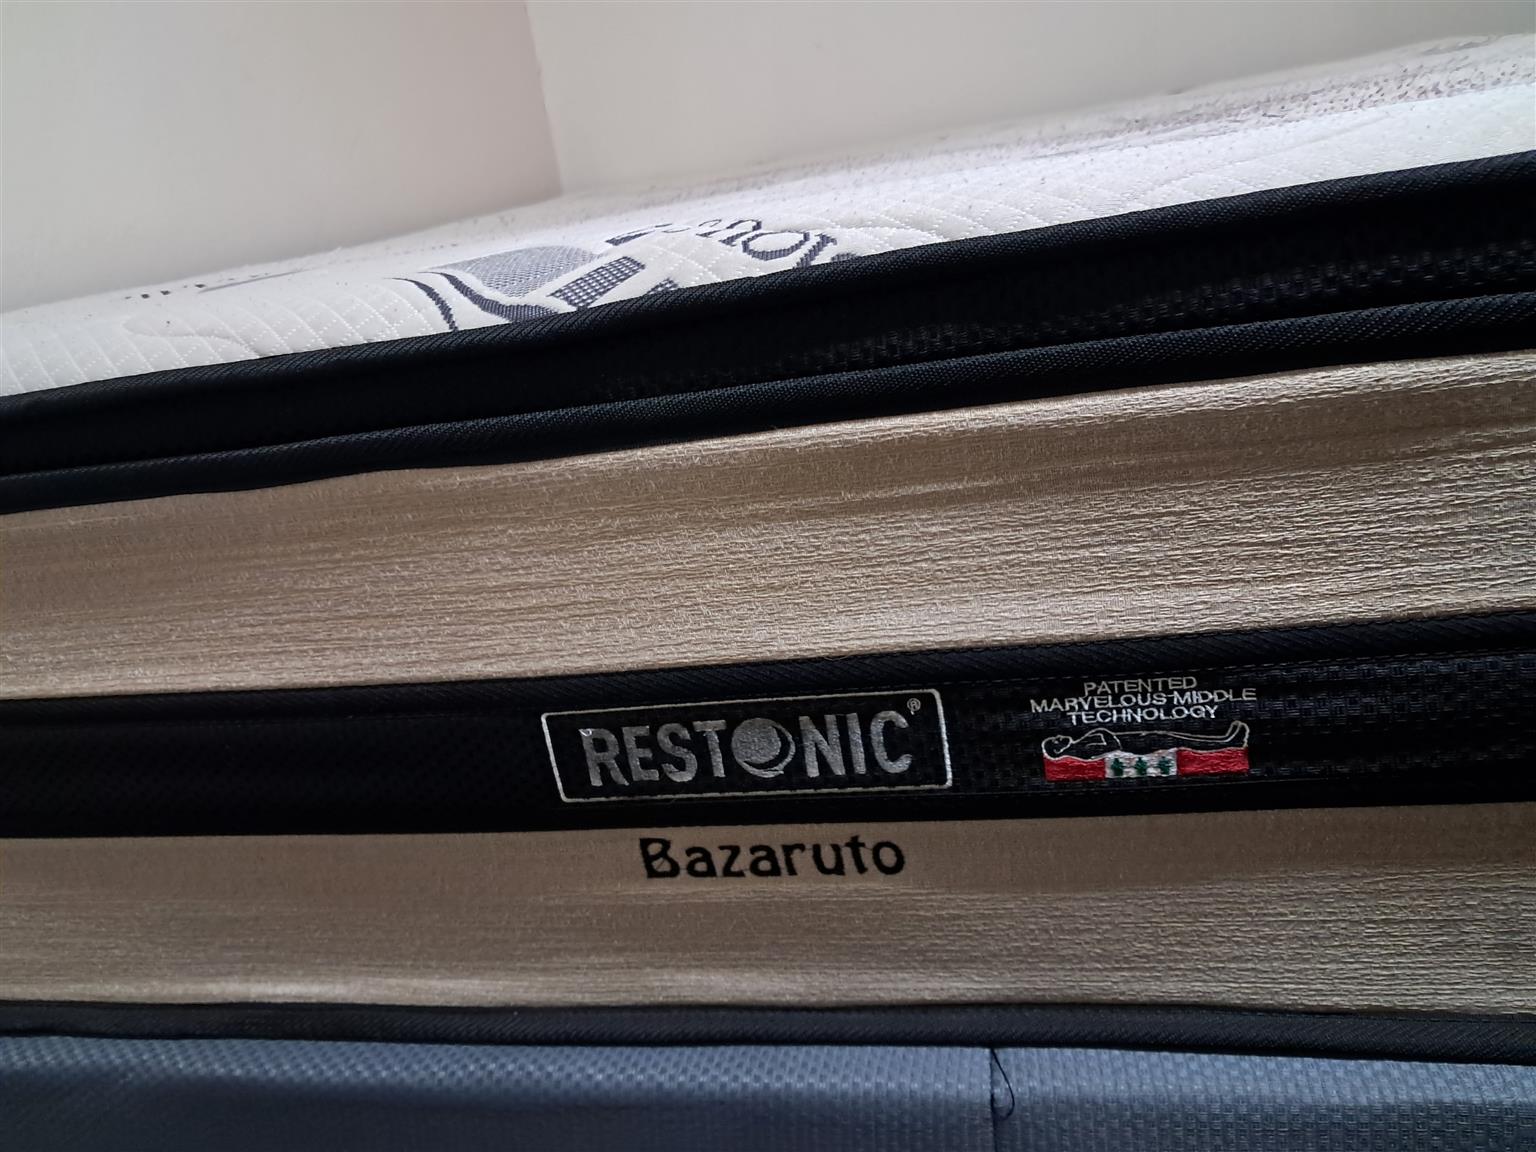 RESTONIC®
PATENTED
MARVELOUS MIDDLE
TECHNOLOGY
Bazaruto